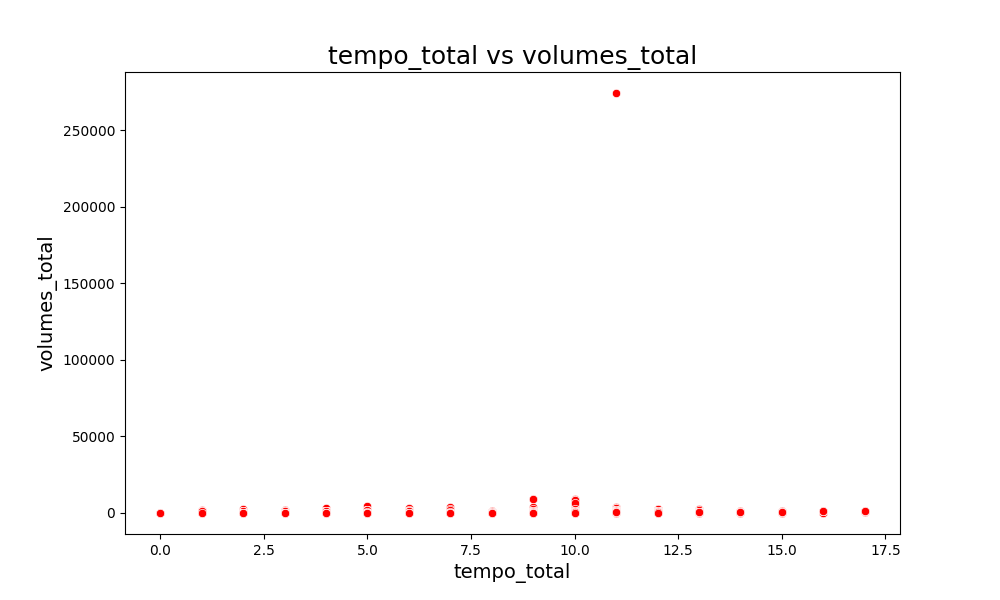 tempo_total vs volumes_total
250000
200000
150000
100000
50000
0
volumes_total
0.0 2.5 5.0 7.5 10.0 12.5 15.0 17.5
tempo_total